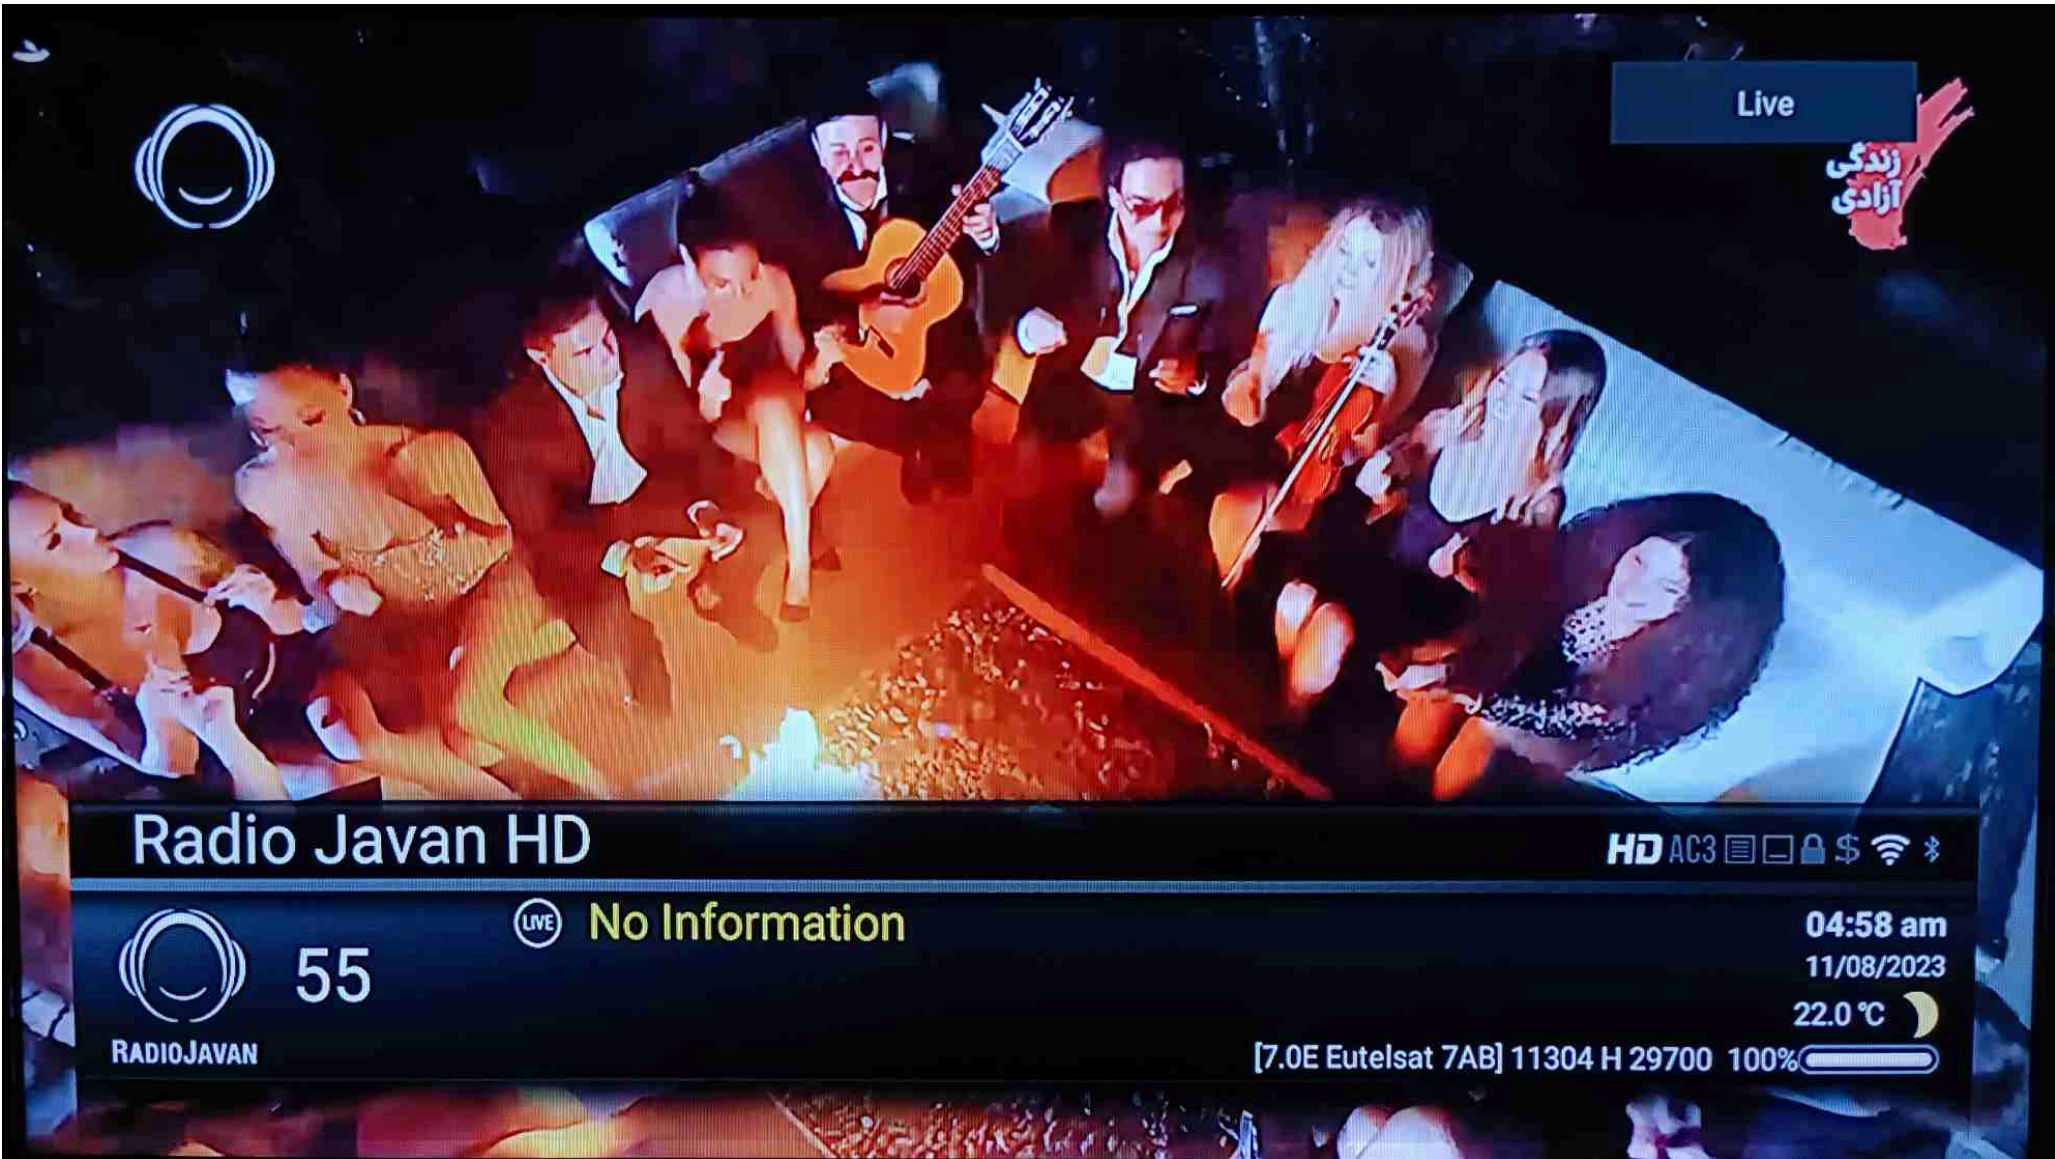 Live
زندگی
آزادی
Radio Javan HD
HD AC3 $
LIVE No Information
55
RADIOJAVAN
04:58 am
11/08/2023
22.0 °C
[7.0E Eutelsat 7AB] 11304 H 29700 100%